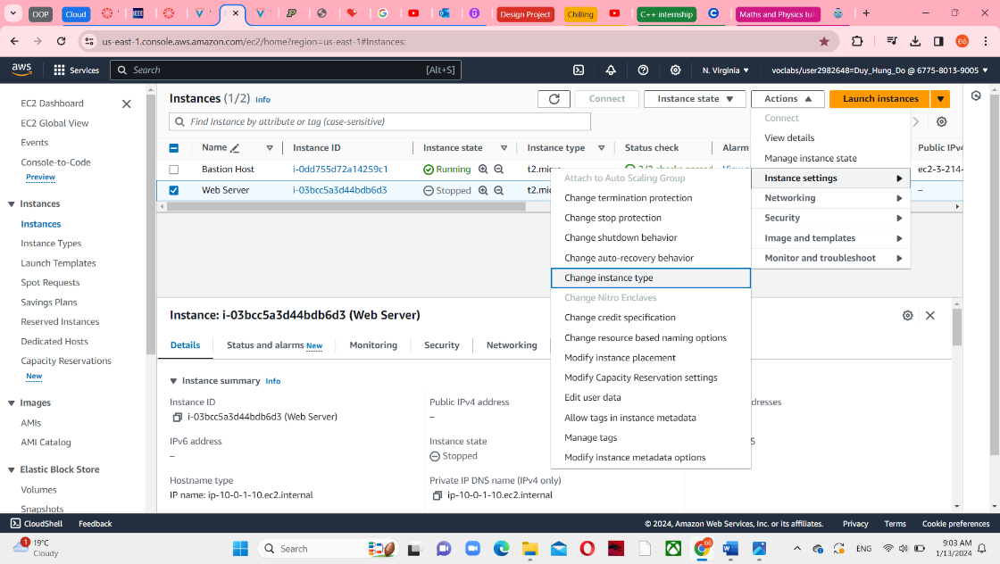 OOP
Cloud
IEEE
Design Project
Chilling
C++ internship
Maths and Physics tu
us-east-1.console.aws.amazon.com/ec2/home?region=us-east-1#Instances:
Đỗ
aws
Services
Search
[Alt+S]
N. Virginia
voclabs/user2982648=Duy_Hung_Do @ 6775-8013-9005
EC2 Dashboard
EC2 Global View
Events
Console-to-Code
Preview
Instances
Instances
Instance Types
Launch Templates
Spot Requests
Savings Plans
Reserved Instances
Dedicated Hosts
Capacity Reservations
New
Images
AMIs
AMI Catalog
Elastic Block Store
Volumes
Snapshots
Instances (1/2) Info
Connect
Instance state
Actions
Launch instances
Find Instance by attribute or tag (case-sensitive)
Name
Instance ID
Instance state
Instance type
Status check
Alarm
Public IPv4
Bastion Host
i-0dd755d72a14259c1
Running
t2.micro
2/2 checks passed
ec2-3-214-
Web Server
i-03bcc5a3d44bdb6d3
Stopped
t2.mic
–
Connect
View details
Manage instance state
Instance settings
Networking
Security
Image and templates
Monitor and troubleshoot
Attach to Auto Scaling Group
Change termination protection
Change stop protection
Change shutdown behavior
Change auto-recovery behavior
Change instance type
Change Nitro Enclaves
Change credit specification
Change resource based naming options
Modify instance placement
Modify Capacity Reservation settings
Edit user data
Allow tags in instance metadata
Manage tags
Modify instance metadata options
Instance: i-03bcc5a3d44bdb6d3 (Web Server)
Details
Status and alarms New
Monitoring
Security
Networking
Instance summary Info
Instance ID
i-03bcc5a3d44bdb6d3 (Web Server)
Public IPv4 address
–
dresses
IPv6 address
–
Instance state
Stopped
S
Hostname type
IP name: ip-10-0-1-10.ec2.internal
Private IP DNS name (IPv4 only)
ip-10-0-1-10.ec2.internal
CloudShell
Feedback
© 2024, Amazon Web Services, Inc. or its affiliates.
Privacy
Terms
Cookie preferences
1
19°C
Cloudy
Search
ENG
9:03 AM
1/13/2024